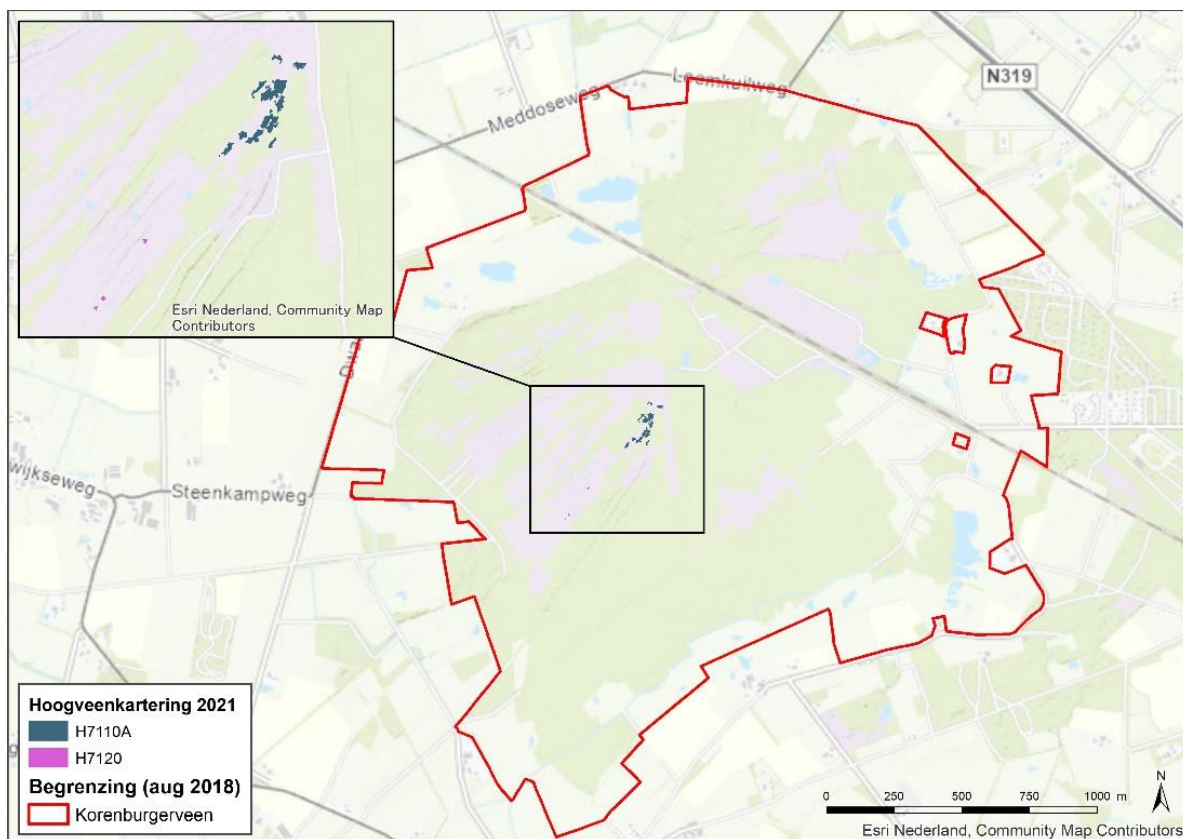 Esri Nederland, Community Map
Contributors
Meddoseweg
Leemkuilweg
N319
Steenkampweg
Hoogveenkartering 2021
H7110A
H7120
Begrenzing (aug 2018)
Korenburgerveen
N
0 250 500 750 1000 m
Esri Nederland, Community Map Contributors